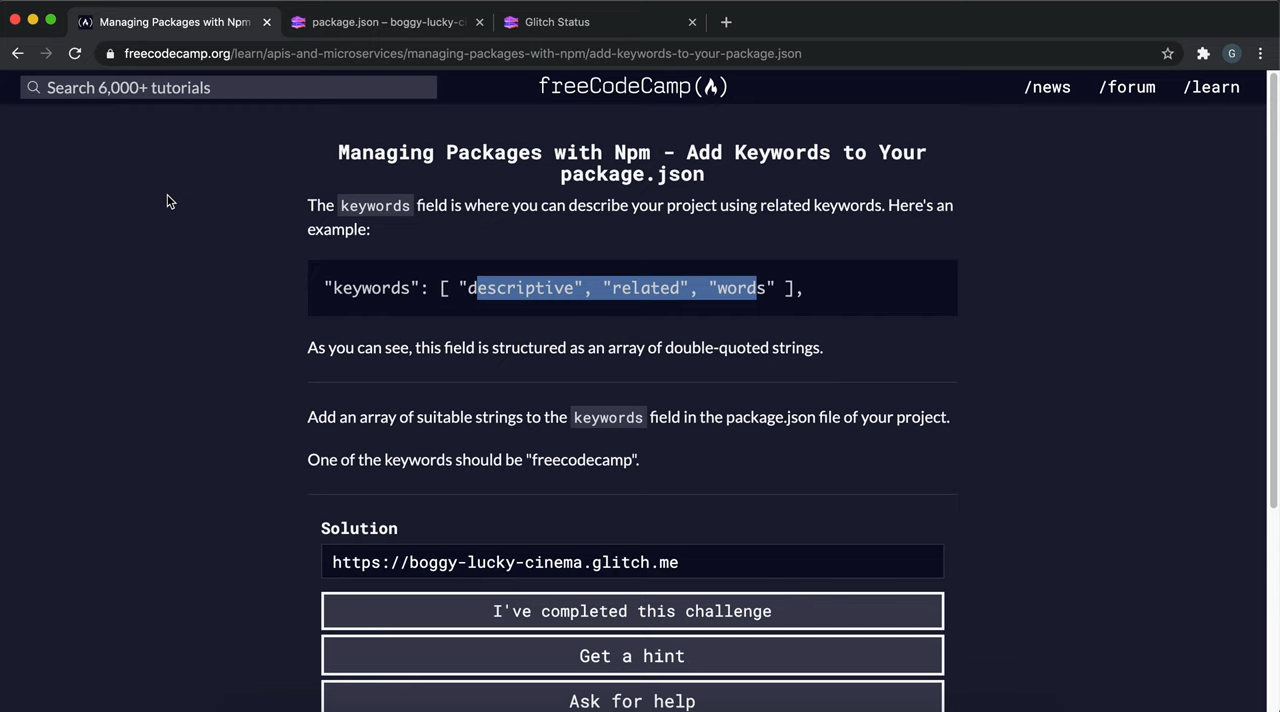 Managing Packages with Npm
package.json – boggy-lucky-ci
Glitch Status
freecodecamp.org/learn/apis-and-microservices/managing-packages-with-npm/add-keywords-to-your-package.json
G
Search 6,000+ tutorials
freeCodeCamp
/news
/forum
/learn
Managing Packages with Npm - Add Keywords to Your
package.json
The keywords field is where you can describe your project using related keywords. Here's an
example:
"keywords": [ "descriptive", "related", "words" ],
As you can see, this field is structured as an array of double-quoted strings.
Add an array of suitable strings to the keywords field in the package.json file of your project.
One of the keywords should be "freecodecamp".
Solution
https://boggy-lucky-cinema.glitch.me
I've completed this challenge
Get a hint
Ask for help